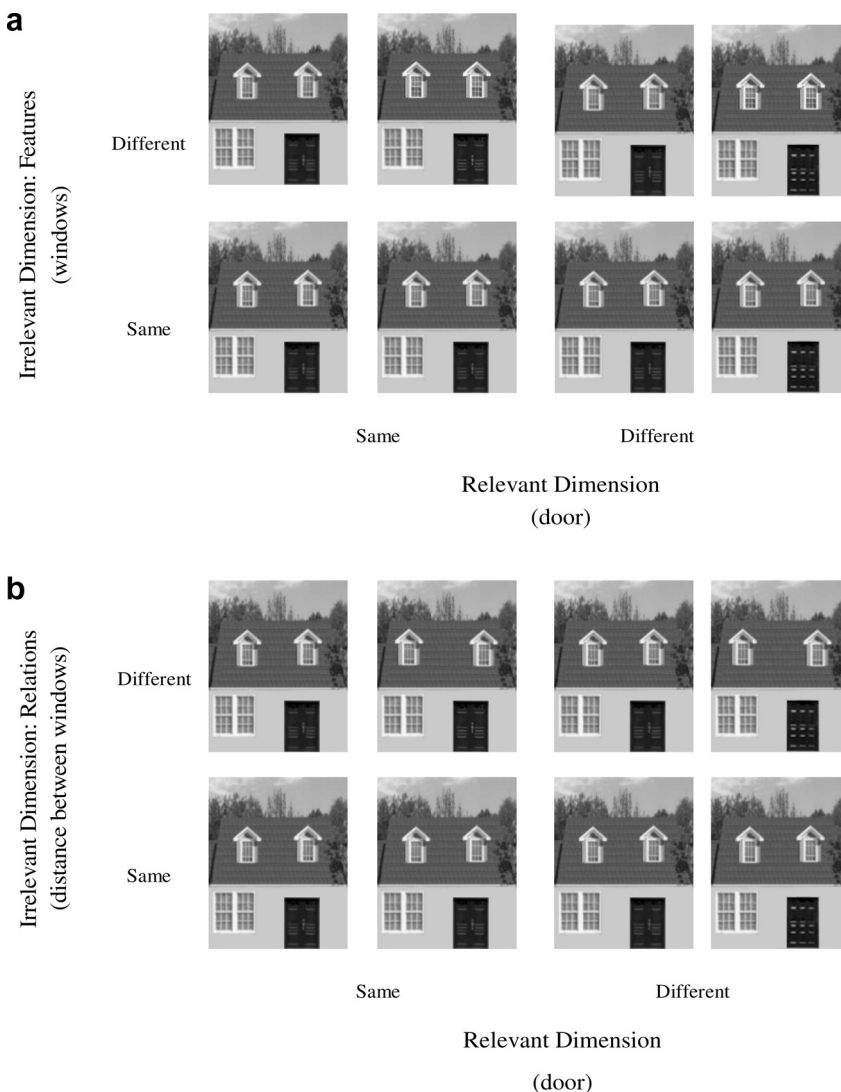 a
Irrelevant Dimension: Features
(windows)
Different
Same
Same
Different
Relevant Dimension
(door)
b
Irrelevant Dimension: Relations
(distance between windows)
Different
Same
Same
Different
Relevant Dimension
(door)